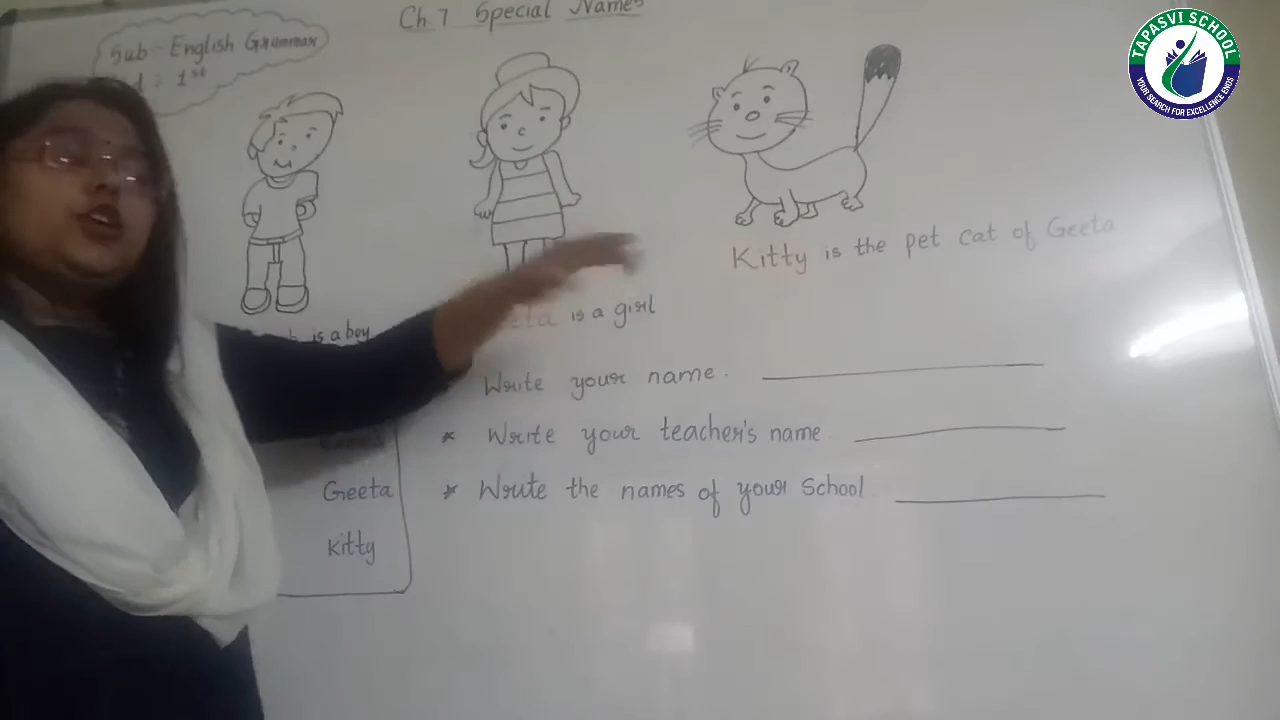 Ch.7 Special Names
Sub - English Grammar
: 1st
is a boy
is a girl
Kitty is the pet cat of Geeta
Write your name.
* Write your teacher's name
* Write the names of your School
Geeta
Kitty
TAPASVI SCHOOL
YOUR SEARCH FOR EXCELLENCE ENDS